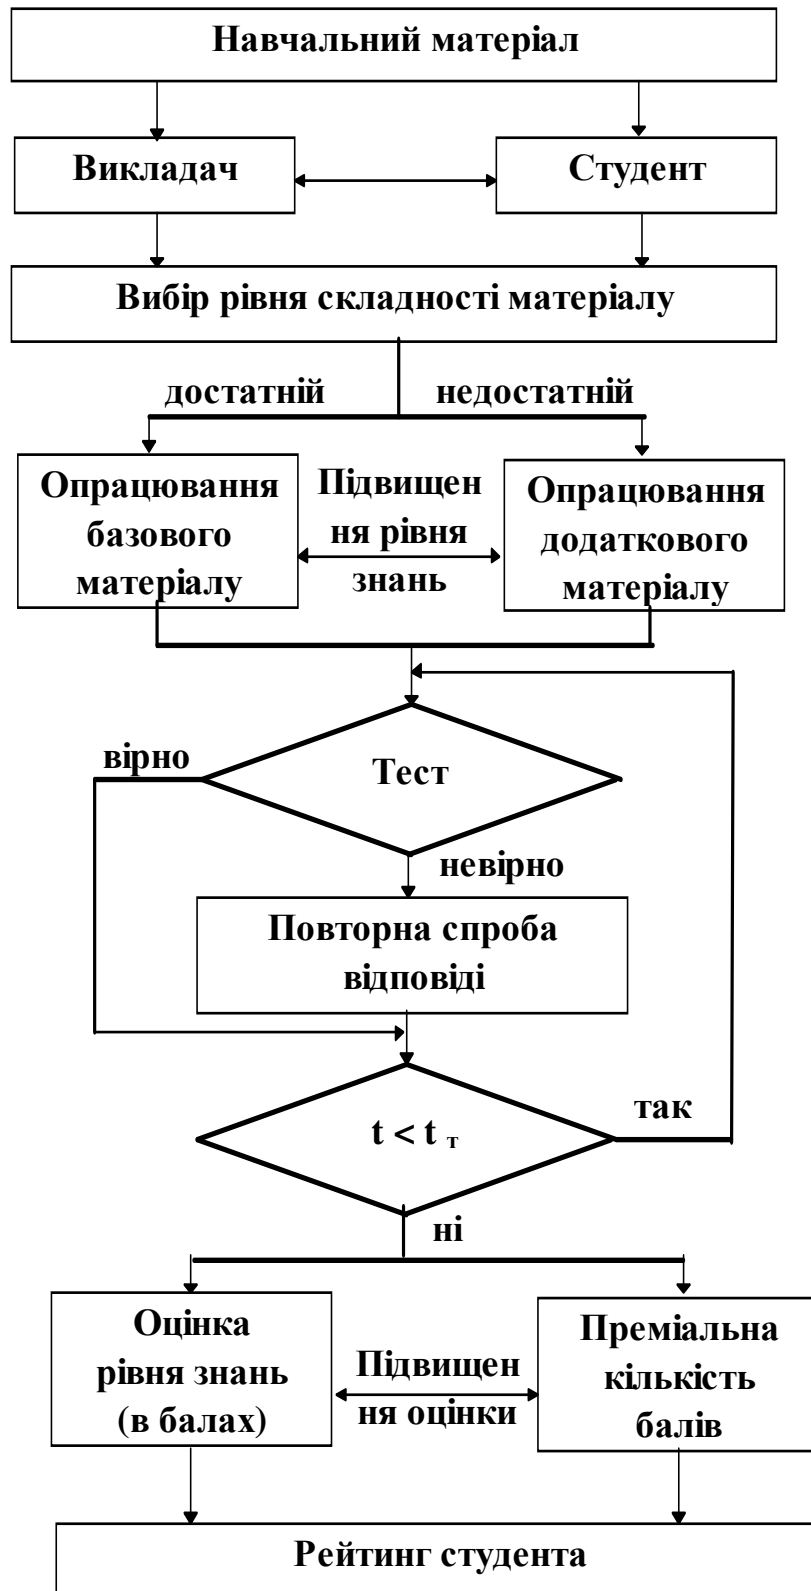 Навчальний матеріал
Викладач
Студент
Вибір рівня складності матеріалу
достатній
недостатній
Опрацювання
базового
матеріалу
Підвищен
ня рівня
знань
Опрацювання
додаткового
матеріалу
вірно
Тест
невірно
Повторна спроба
відповіді
t < t т
так
ні
Оцінка
рівня знань
(в балах)
Підвищен
ня оцінки
Преміальна
кількість
балів
Рейтинг студента